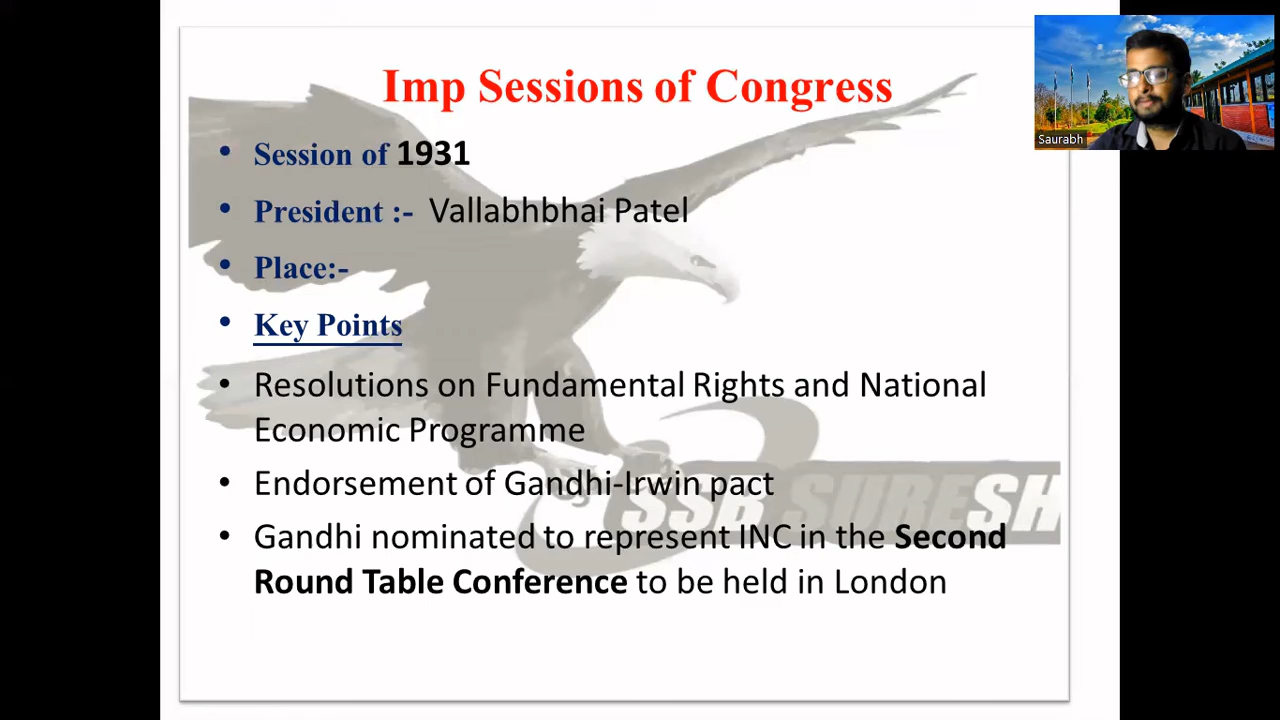 Imp Sessions of Congress
Saurabh
• Session of 1931
• President :- Vallabhbhai Patel
• Place:-
• Key Points
• Resolutions on Fundamental Rights and National
Economic Programme
• Endorsement of Gandhi-Irwin pact
SSB SURESH
• Gandhi nominated to represent INC in the Second
Round Table Conference to be held in London